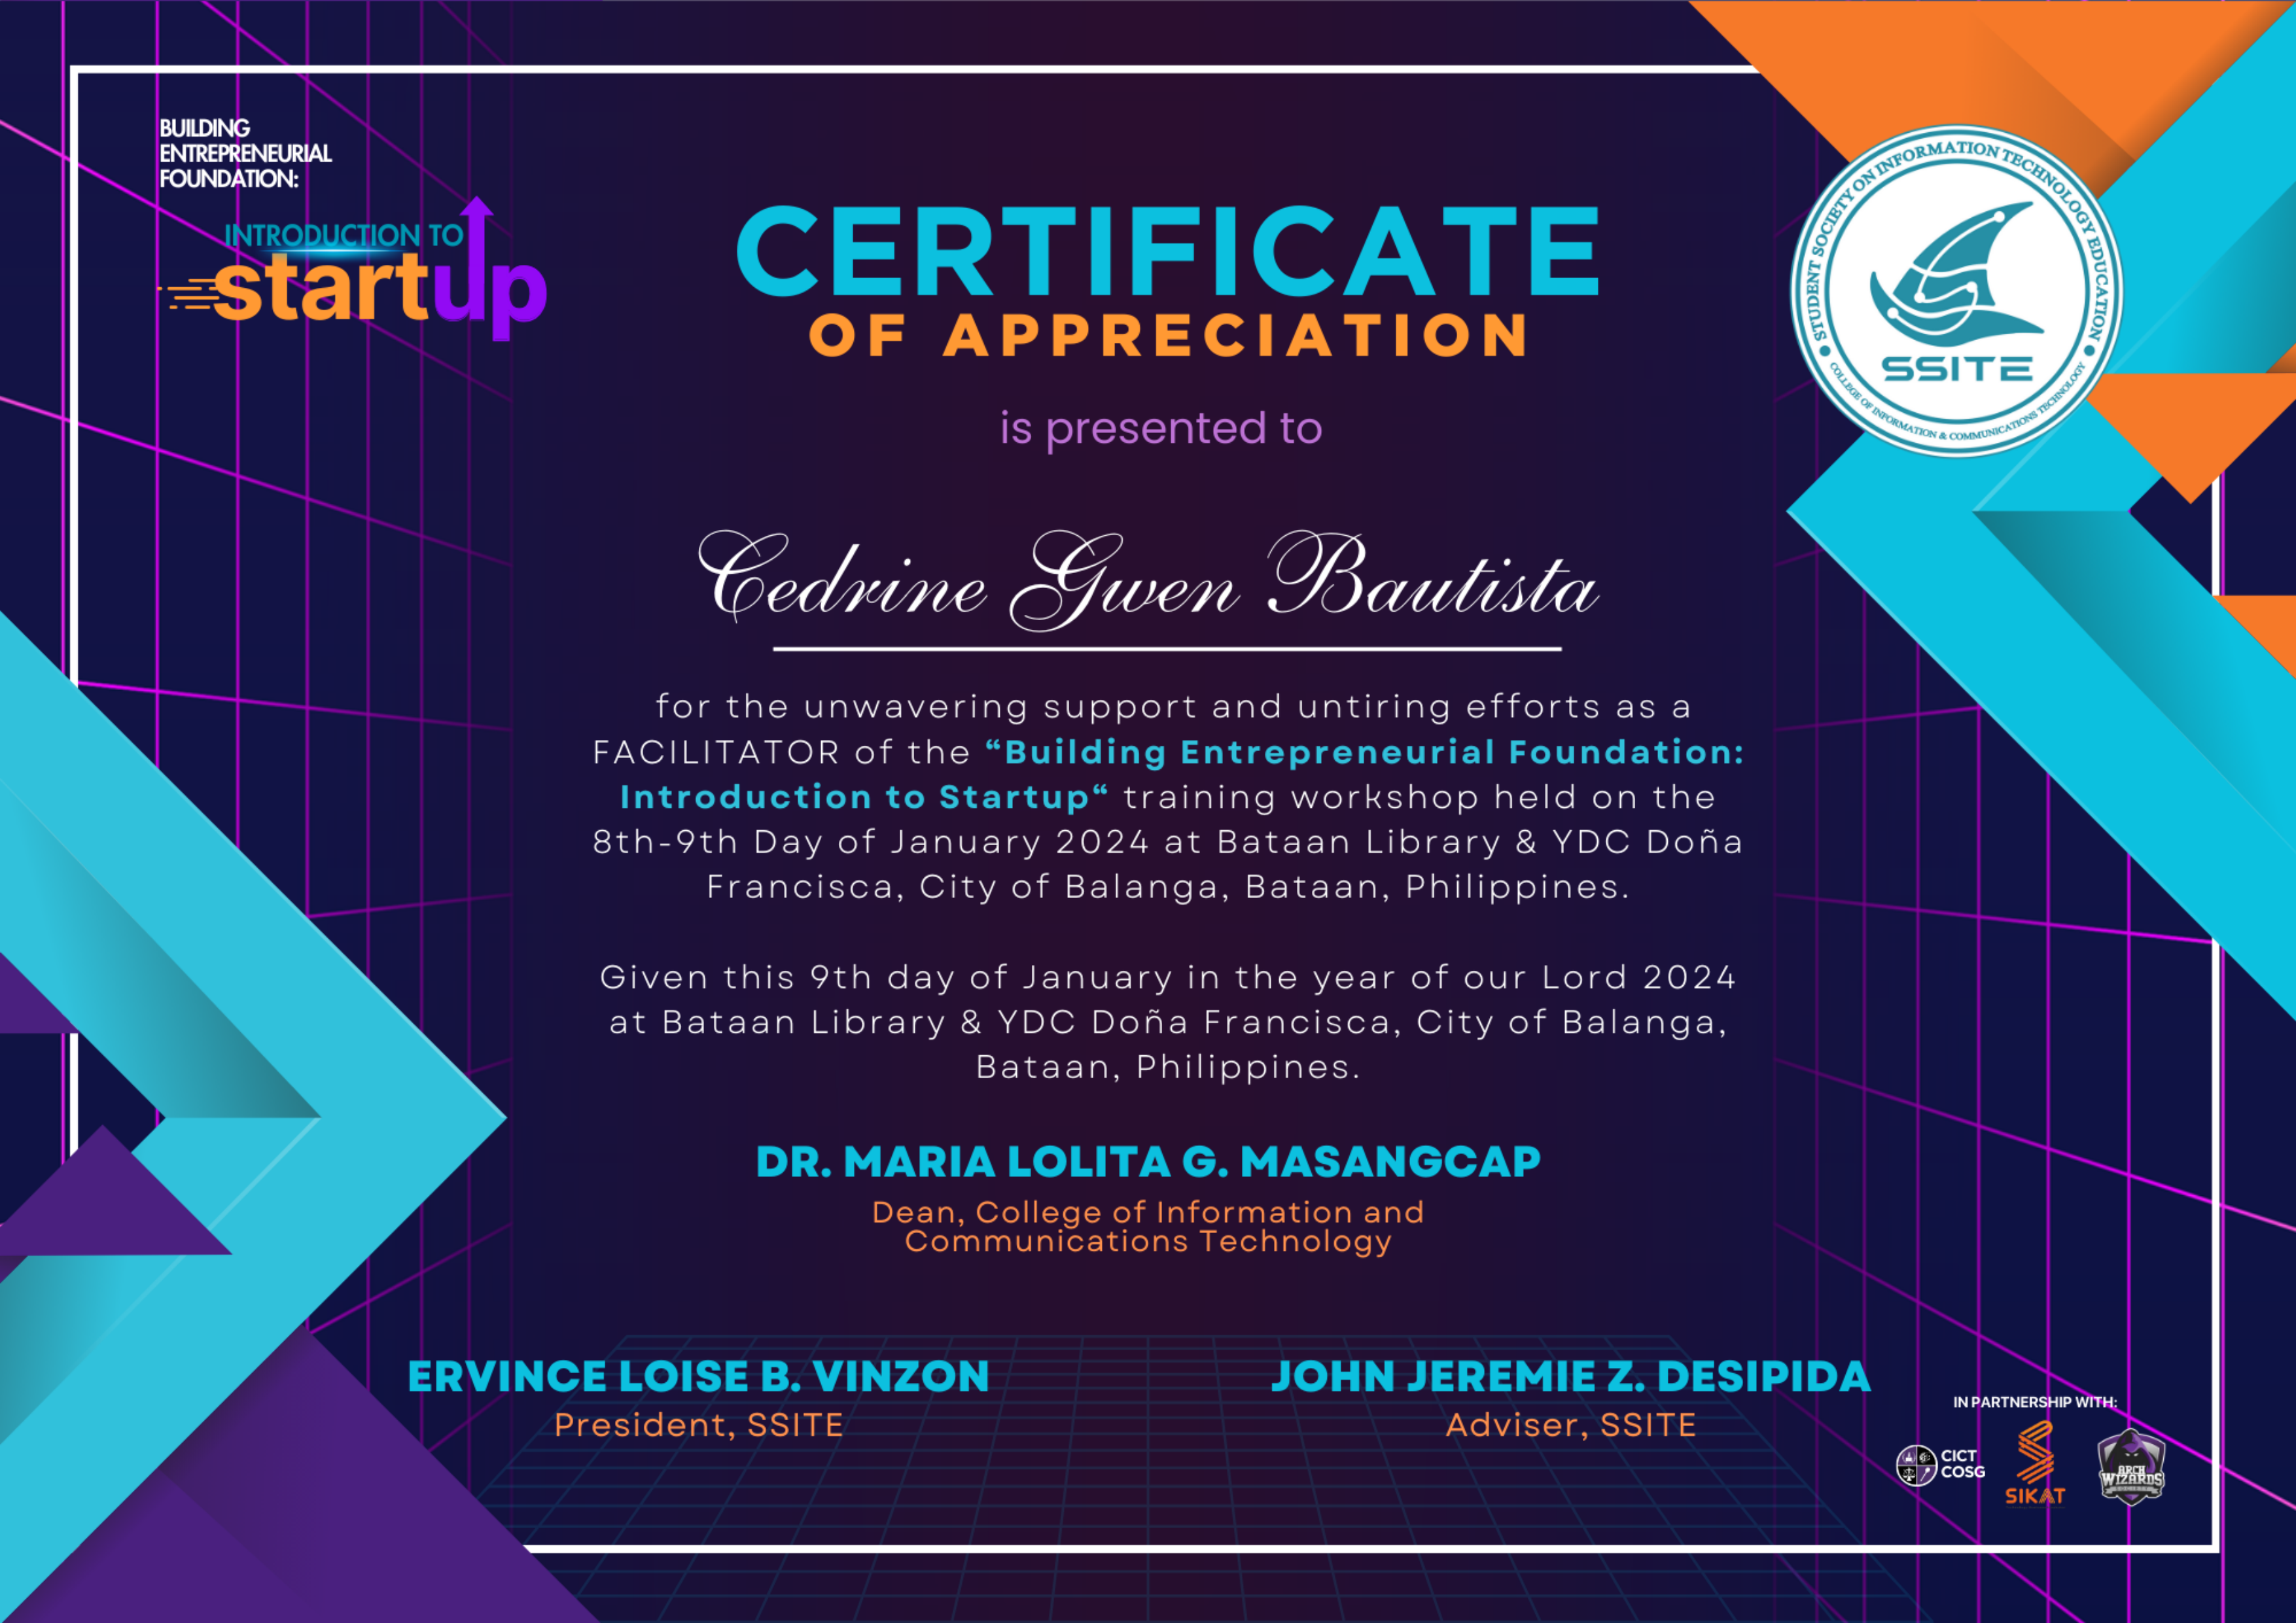 BUILDING
ENTREPRENEURIAL
FOUNDATION:
INTRODUCTION TO
startup
CERTIFICATE
OF APPRECIATION
is presented to
Cedrine Gwen Bautista
for the unwavering support and untiring efforts as a
FACILITATOR of the “Building Entrepreneurial Foundation:
Introduction to Startup“ training workshop held on the
8th-9th Day of January 2024 at Bataan Library & YDC Doña
Francisca, City of Balanga, Bataan, Philippines.
Given this 9th day of January in the year of our Lord 2024
at Bataan Library & YDC Doña Francisca, City of Balanga,
Bataan, Philippines.
DR. MARIA LOLITA G. MASANGCAP
Dean, College of Information and
Communications Technology
ERVINCE LOISE B. VINZON
President, SSITE
JOHN JEREMIE Z. DESIPIDA
Adviser, SSITE
STUDENT SOCIETY ON INFORMATION TECHNOLOGY EDUCATION
SSITE
COLLEGE OF INFORMATION & COMMUNICATIONS TECHNOLOGY
IN PARTNERSHIP WITH:
CICT
COSG
SIKAT
ARCH
WIZARDS